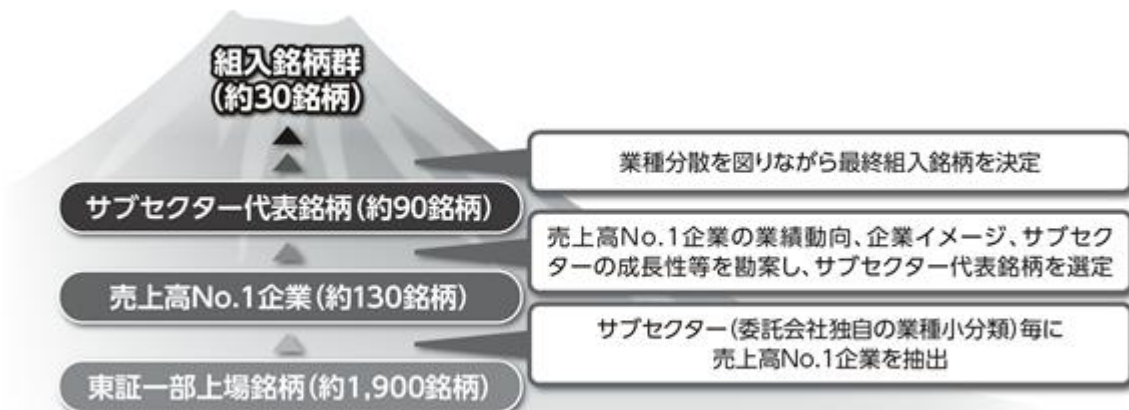 組入銘柄群
(約30銘柄)
業種分散を図りながら最終組入銘柄を決定
サブセクター代表銘柄(約90銘柄)
売上高No.1企業の業績動向、企業イメージ、サブセク
ターの成長性等を勘案し、サブセクター代表銘柄を選定
売上高No.1企業(約130銘柄)
サブセクター(委託会社独自の業種小分類)毎に
売上高No.1企業を抽出
東証一部上場銘柄(約1,900銘柄)